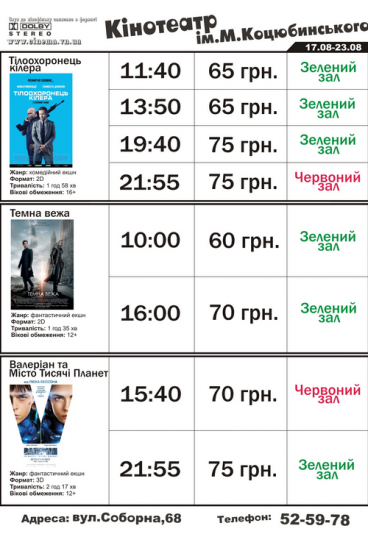 DOLBY
STEREO
www.cinema.vn.ua
Кінотеатр
ім.М.Коцюбинського
17.08-23.08
Тілоохоронець
кілера
ТІЛООХОРОНЕЦЬ
КІЛЕРА
Жанр: комедійний екшн
Формат: 2D
Тривалість: 1 год 58 хв
Вікові обмеження: 16+
11:40 65 грн. Зелений зал
13:50 65 грн. Зелений зал
19:40 75 грн. Зелений зал
21:55 75 грн. Червоний зал
Темна вежа
ТЕМНА ВЕЖА
Жанр: фантастичний екшн
Формат: 2D
Тривалість: 1 год 35 хв
Вікові обмеження: 12+
10:00 60 грн. Зелений зал
16:00 70 грн. Зелений зал
Валеріан та
Місто Тисячі Планет
Жанр: фантастичний екшн
Формат: 3D
Тривалість: 2 год 17 хв
Вікові обмеження: 12+
15:40 70 грн. Червоний зал
21:55 75 грн. Зелений зал
Адреса: вул.Соборна,68 Телефон: 52-59-78